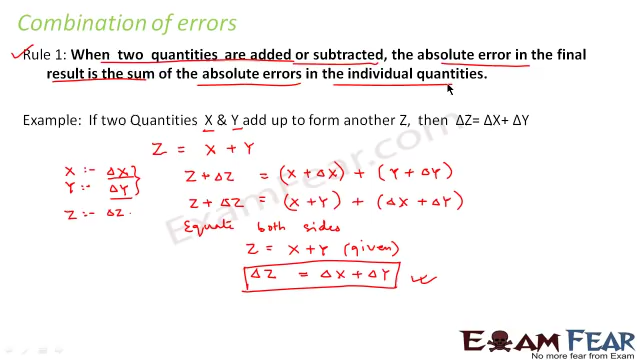 Combination of errors
Rule 1: When two quantities are added or subtracted, the absolute error in the final
result is the sum of the absolute errors in the individual quantities.
Example: If two Quantities X & Y add up to form another Z, then ΔZ= ΔX+ ΔY
Z = X + Y
X :- ΔX
Y :- ΔY
Z :- ΔZ
Z + ΔZ = (X + ΔX) + (Y + ΔY)
Z + ΔZ = (X + Y) + (ΔX + ΔY)
Equate both sides
Z = X + Y (given)
ΔZ = ΔX + ΔY
ExamFear.com
EXAM FEAR
No more fear from exam